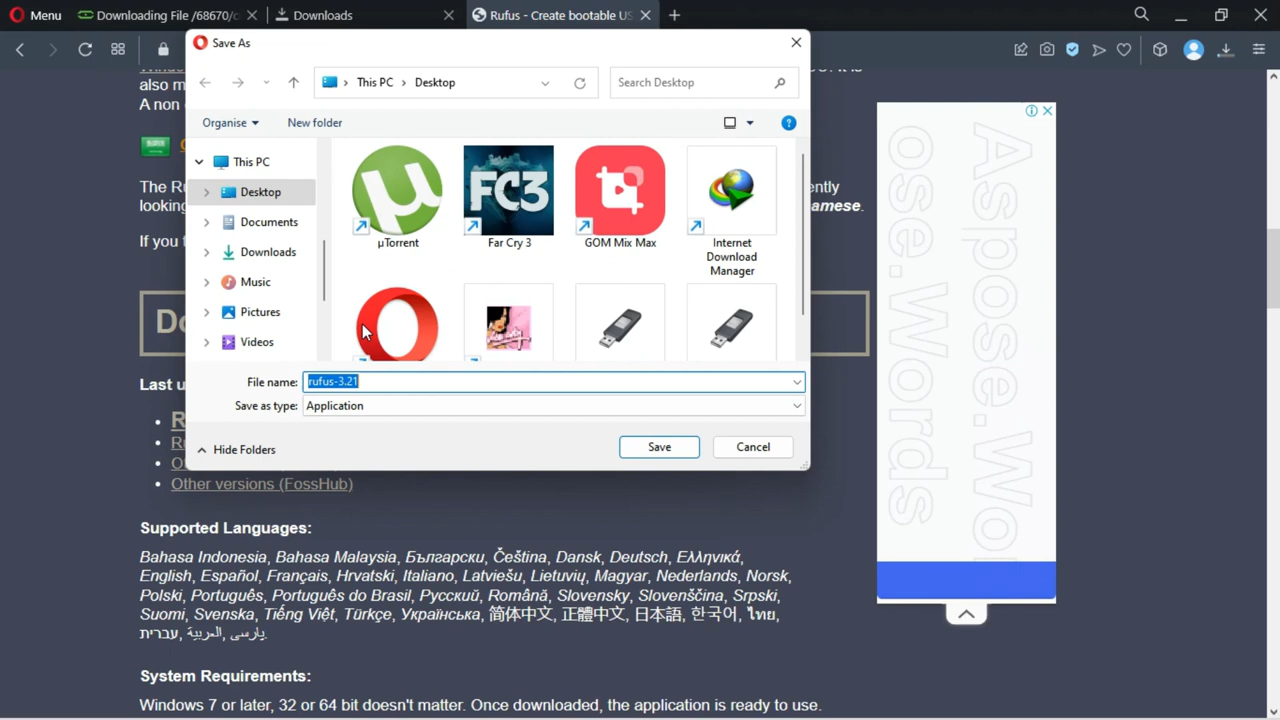 Menu
Downloading File /68670/
Downloads
Rufus - Create bootable US
Save As
This PC
Desktop
Search Desktop
Organise
New folder
This PC
Desktop
Documents
Downloads
Music
Pictures
Videos
µTorrent
Far Cry 3
GOM Mix Max
Internet
Download
Manager
FC3
File name:
rufus-3.21
Save as type:
Application
Hide Folders
Save
Cancel
also m
A non
The Ru
ently
looking
amese.
If you
Last u
Other versions (FossHub)
Supported Languages:
Bahasa Indonesia, Bahasa Malaysia, Български, Čeština, Dansk, Deutsch, Ελληνικά,
English, Español, Français, Hrvatski, Italiano, Latviešu, Lietuvių, Magyar, Nederlands, Norsk,
Polski, Português, Português do Brasil, Русский, Română, Slovensky, Slovenščina, Srpski,
Suomi, Svenska, Tiếng Việt, Türkçe, Українська, 简体中文, 正體中文, 日本語, 한국어, ไทย,
עברית, العربية, پارسی.
System Requirements:
Windows 7 or later, 32 or 64 bit doesn't matter. Once downloaded, the application is ready to use.
Aspose.Wo
ose.Words